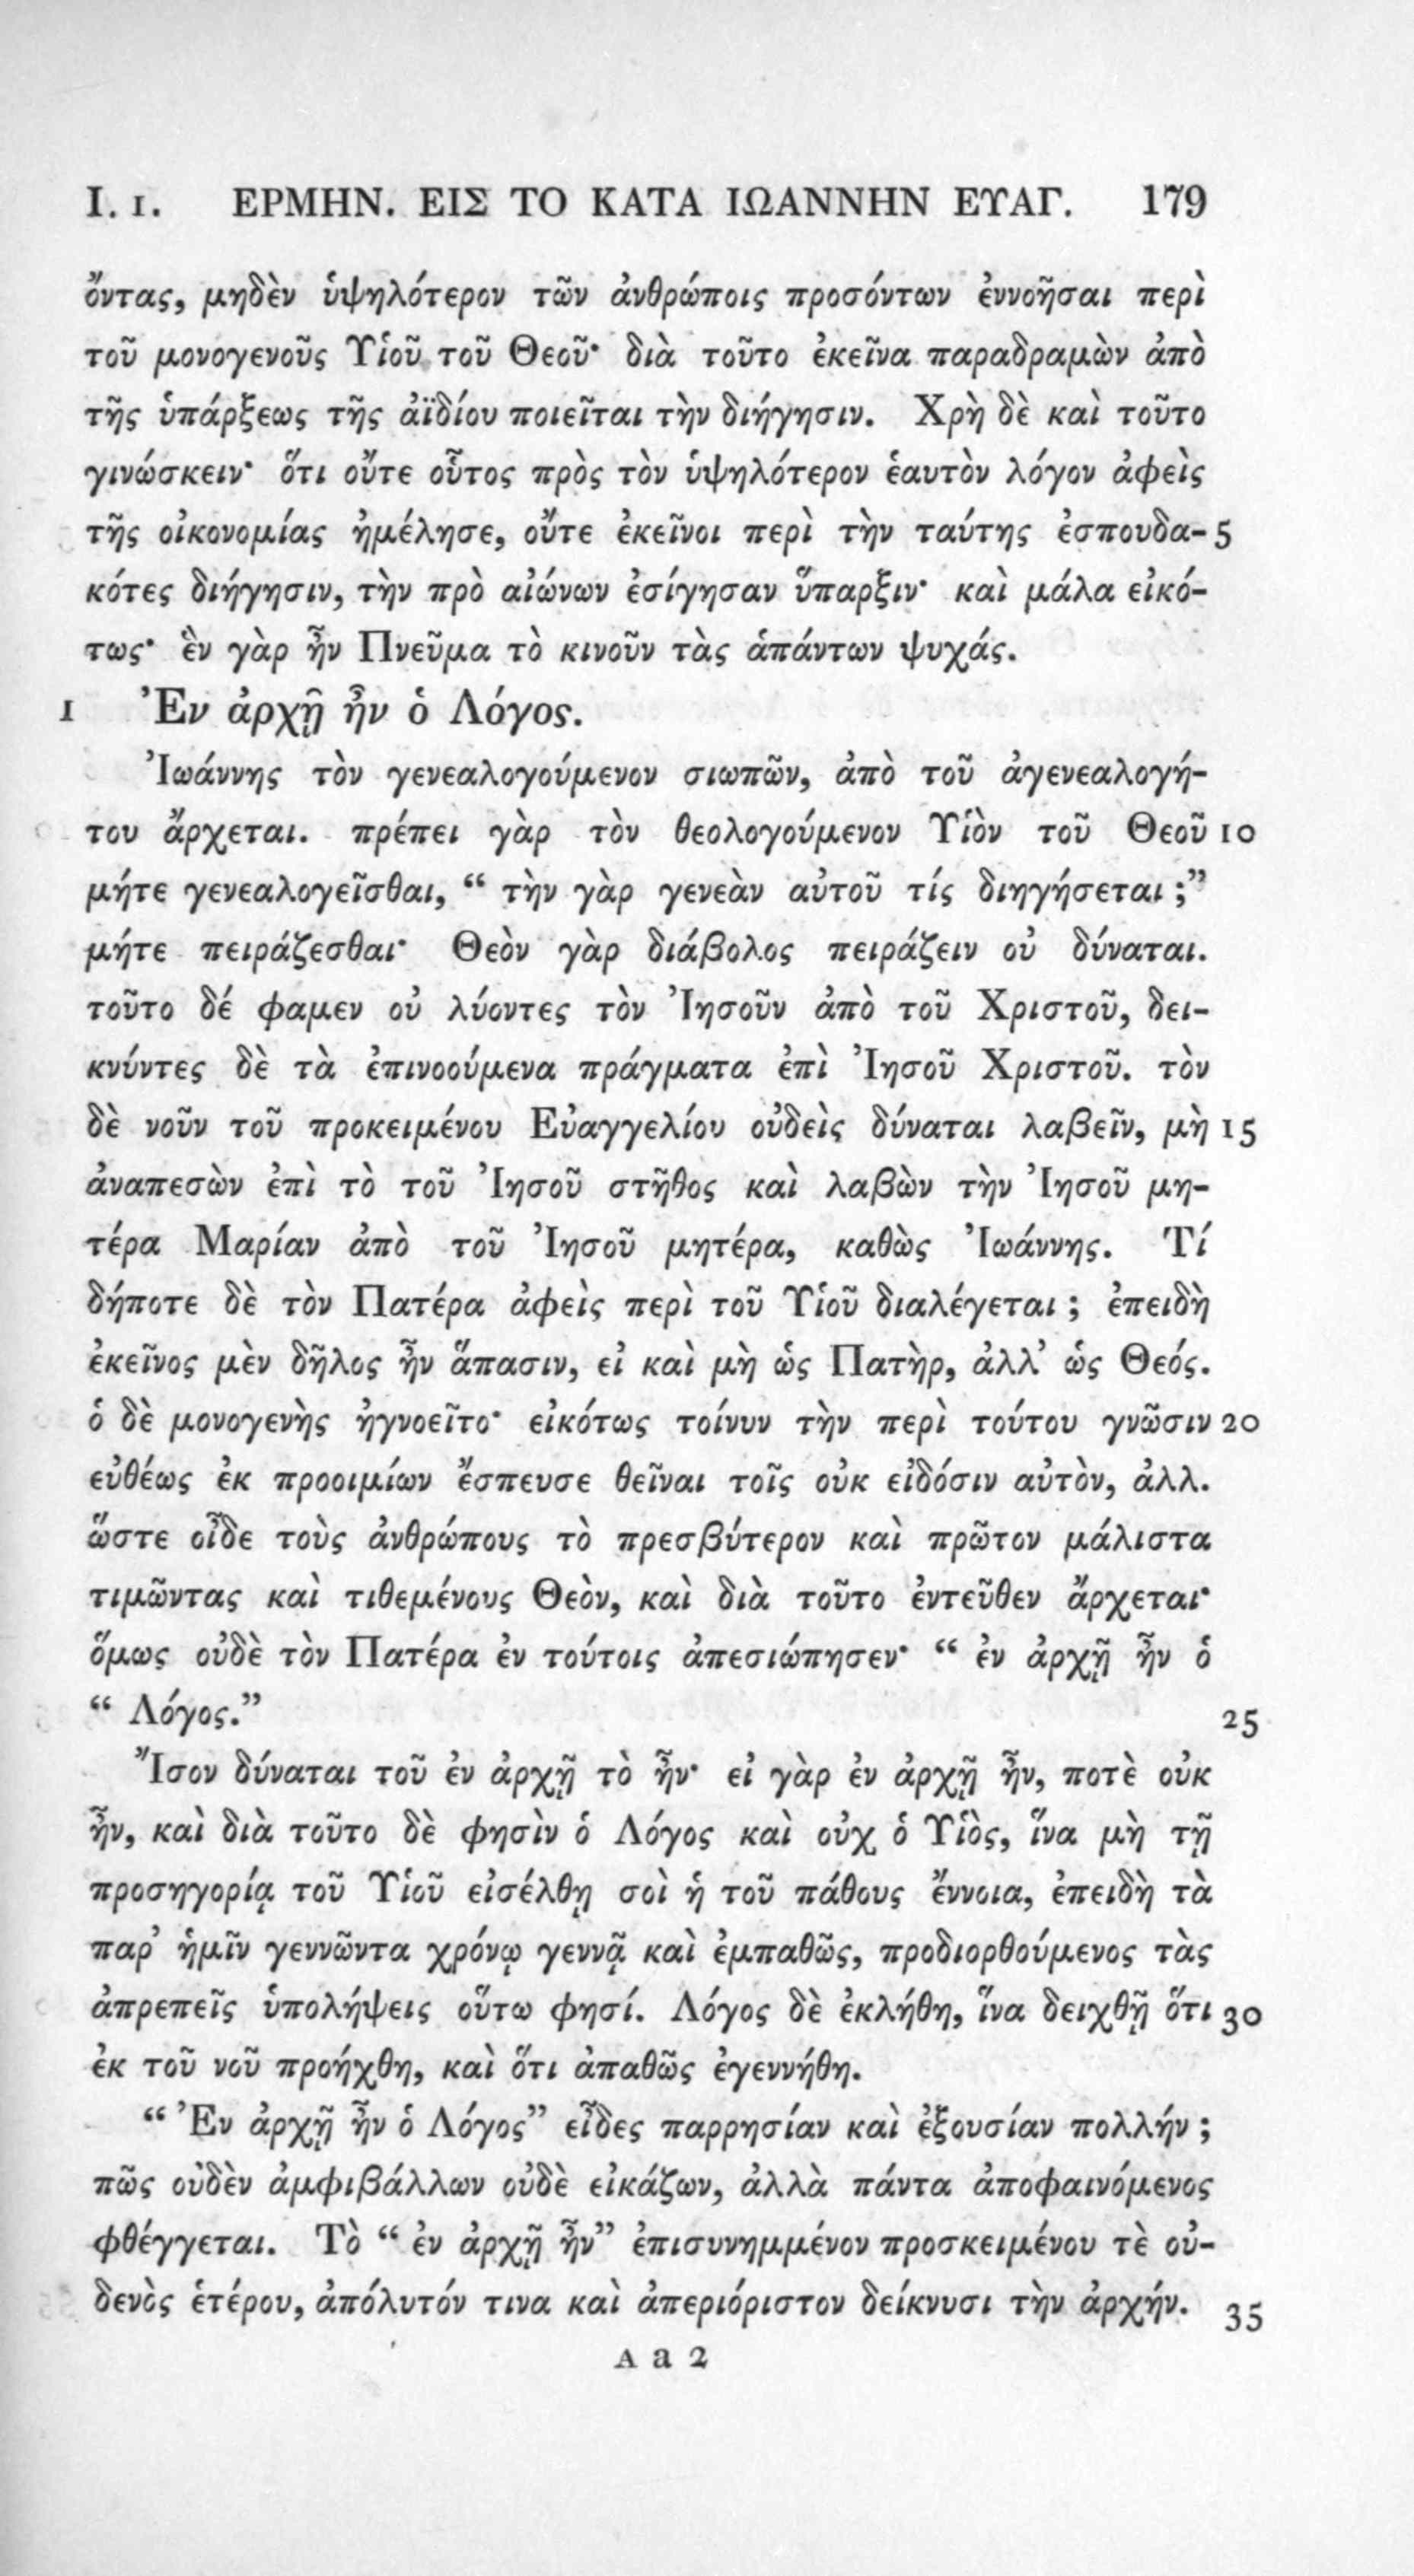 I. 1. ΕΡΜΗΝ. ΕΙΣ ΤΟ ΚΑΤΑ ΙΩΑΝΝΗΝ ΕΥΑΓ. 179
ὄντας, μηδὲν ὑψηλότερον τῶν ἀνθρώποις προσόντων ἐννοῆσαι περὶ
τοῦ μονογενοῦς Υἱοῦ τοῦ Θεοῦ· διὰ τοῦτο ἐκεῖνα παραδραμὼν ἀπὸ
τῆς ὑπάρξεως τῆς ἀϊδίου ποιεῖται τὴν διήγησιν. Χρὴ δὲ καὶ τοῦτο
γινώσκειν· ὅτι οὔτε οὗτος πρὸς τὸν ὑψηλότερον ἑαυτὸν λόγον ἀφεὶς
τῆς οἰκονομίας ἠμέλησε, οὔτε ἐκεῖνοι περὶ τὴν ταύτης ἐσπουδα- 5
κότες διήγησιν, τὴν πρὸ αἰώνων ἐσίγησαν ὕπαρξιν· καὶ μάλα εἰκό-
τως· ἓν γὰρ ἦν Πνεῦμα τὸ κινοῦν τὰς ἁπάντων ψυχάς.
1 Ἐν ἀρχῇ ἦν ὁ Λόγος.
Ἰωάννης τὸν γενεαλογούμενον σιωπῶν, ἀπὸ τοῦ ἀγενεαλογή-
του ἄρχεται. πρέπει γὰρ τὸν θεολογούμενον Υἱὸν τοῦ Θεοῦ 10
μήτε γενεαλογεῖσθαι, “ τὴν γὰρ γενεὰν αὐτοῦ τίς διηγήσεται ;”
μήτε πειράζεσθαι· Θεὸν γὰρ διάβολος πειράζειν οὐ δύναται.
τοῦτο δέ φαμεν οὐ λύοντες τὸν Ἰησοῦν ἀπὸ τοῦ Χριστοῦ, δει-
κνύντες δὲ τὰ ἐπινοούμενα πράγματα ἐπὶ Ἰησοῦ Χριστοῦ. τὸν
δὲ νοῦν τοῦ προκειμένου Εὐαγγελίου οὐδεὶς δύναται λαβεῖν, μὴ 15
ἀναπεσὼν ἐπὶ τὸ τοῦ Ἰησοῦ στῆθος καὶ λαβὼν τὴν Ἰησοῦ μη-
τέρα Μαρίαν ἀπὸ τοῦ Ἰησοῦ μητέρα, καθὼς Ἰωάννης. Τί
δήποτε δὲ τὸν Πατέρα ἀφεὶς περὶ τοῦ Υἱοῦ διαλέγεται ; ἐπειδὴ
ἐκεῖνος μὲν δῆλος ἦν ἅπασιν, εἰ καὶ μὴ ὡς Πατὴρ, ἀλλ’ ὡς Θεός.
ὁ δὲ μονογενὴς ἠγνοεῖτο· εἰκότως τοίνυν τὴν περὶ τούτου γνῶσιν 20
εὐθέως ἐκ προοιμίων ἔσπευσε θεῖναι τοῖς οὐκ εἰδόσιν αὐτὸν, ἀλλ.
ὥστε οἶδε τοὺς ἀνθρώπους τὸ πρεσβύτερον καὶ πρῶτον μάλιστα
τιμῶντας καὶ τιθεμένους Θεὸν, καὶ διὰ τοῦτο ἐντεῦθεν ἄρχεται·
ὅμως οὐδὲ τὸν Πατέρα ἐν τούτοις ἀπεσιώπησεν· “ ἐν ἀρχῇ ἦν ὁ
“ Λόγος.” 25
Ἴσον δύναται τοῦ ἐν ἀρχῇ τὸ ἦν· εἰ γὰρ ἐν ἀρχῇ ἦν, ποτὲ οὐκ
ἦν, καὶ διὰ τοῦτο δὲ φησὶν ὁ Λόγος καὶ οὐχ ὁ Υἱὸς, ἵνα μὴ τῇ
προσηγορίᾳ τοῦ Υἱοῦ εἰσέλθῃ σοὶ ἡ τοῦ πάθους ἔννοια, ἐπειδὴ τὰ
παρ’ ἡμῖν γεννῶντα χρόνῳ γεννᾷ καὶ ἐμπαθῶς, προδιορθούμενος τὰς
ἀπρεπεῖς ὑπολήψεις οὕτω φησί. Λόγος δὲ ἐκλήθη, ἵνα δειχθῇ ὅτι 30
ἐκ τοῦ νοῦ προήχθη, καὶ ὅτι ἀπαθῶς ἐγεννήθη.
“ Ἐν ἀρχῇ ἦν ὁ Λόγος” εἶδες παρρησίαν καὶ ἐξουσίαν πολλήν ;
πῶς οὐδὲν ἀμφιβάλλων οὐδὲ εἰκάζων, ἀλλὰ πάντα ἀποφαινόμενος
φθέγγεται. Τὸ “ ἐν ἀρχῇ ἦν” ἐπισυνημμένον προσκειμένου τὲ οὐ-
δενὸς ἑτέρου, ἀπόλυτόν τινα καὶ ἀπεριόριστον δείκνυσι τὴν ἀρχήν. 35
A a 2